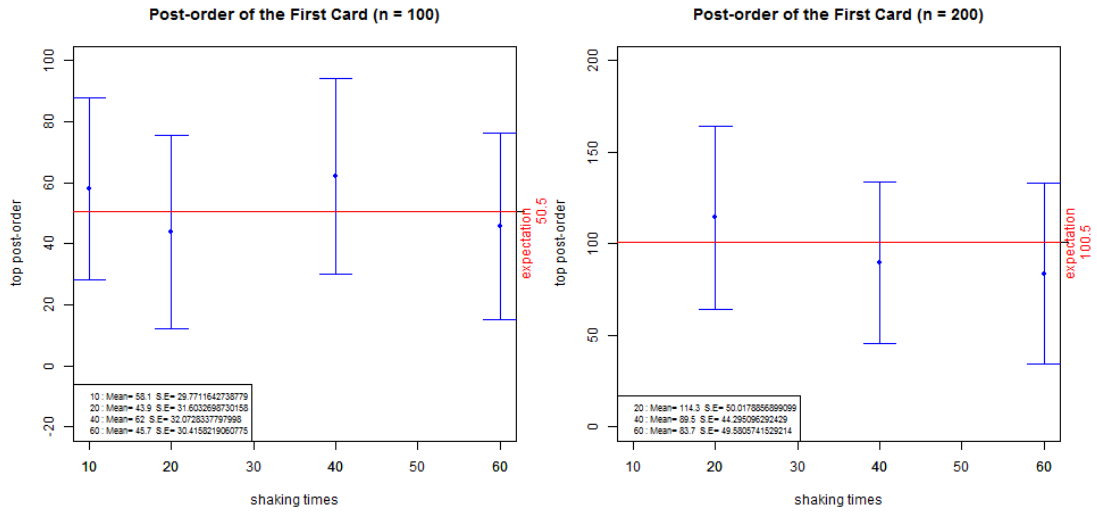 Post-order of the First Card (n = 100)
top post-order
100
80
60
40
20
0
-20
expectation
50.5
10 : Mean= 58.1 S.E= 29.7711642738779
20 : Mean= 43.9 S.E= 31.6032698730158
40 : Mean= 62 S.E= 32.0728337797998
60 : Mean= 45.7 S.E= 30.4158219060775
10 20 30 40 50 60
shaking times
Post-order of the First Card (n = 200)
top post-order
200
150
100
50
0
expectation
100.5
20 : Mean= 114.3 S.E= 50.0178856899099
40 : Mean= 89.5 S.E= 44.295096292429
60 : Mean= 83.7 S.E= 49.5805741529214
10 20 30 40 50 60
shaking times